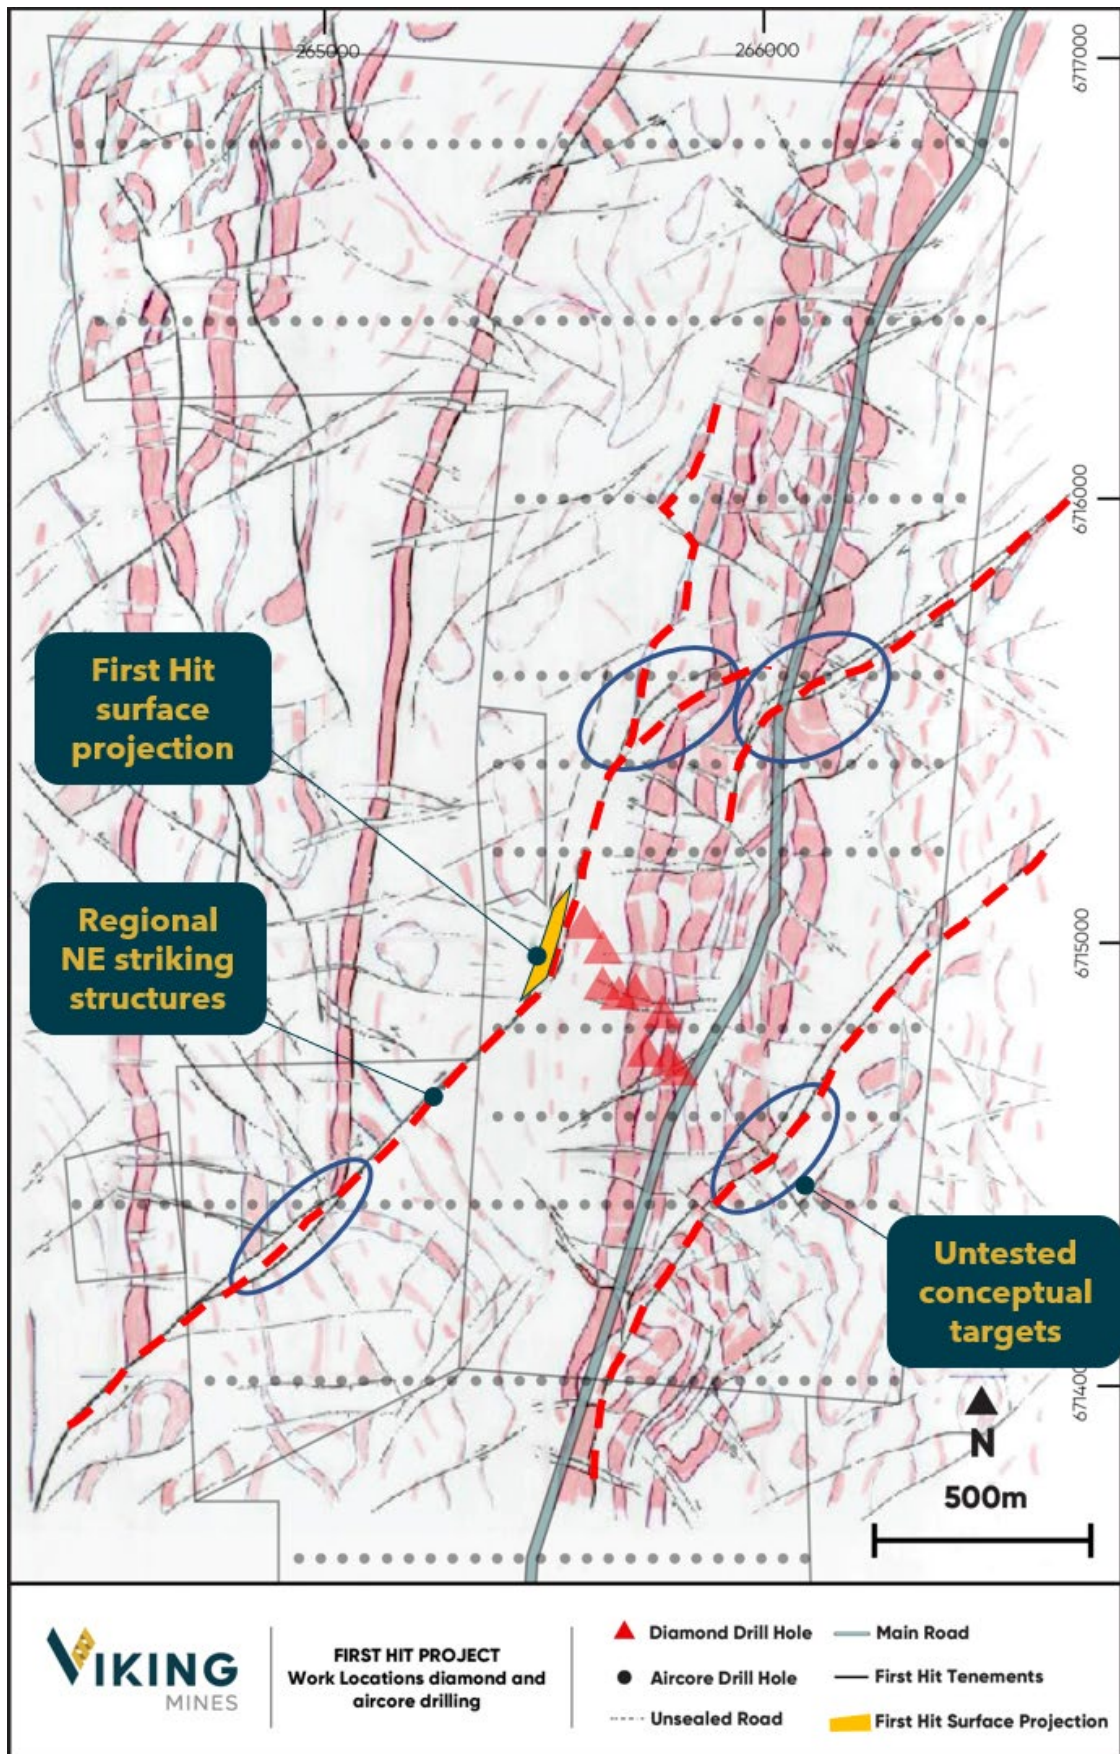 265000
266000
6717000
6716000
First Hit
surface
projection
Regional
NE striking
structures
6715000
Untested
conceptual
targets
671400
N
500m
VIKING
MINES
FIRST HIT PROJECT
Work Locations diamond and
aircore drilling
Diamond Drill Hole
Aircore Drill Hole
Unsealed Road
Main Road
First Hit Tenements
First Hit Surface Projection